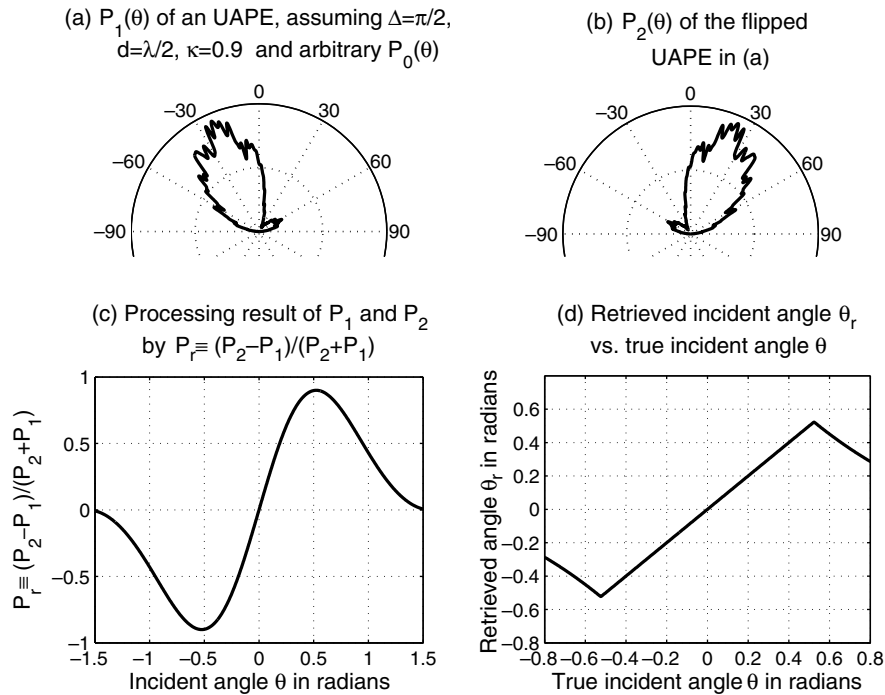 (a) P₁(θ) of an UAPE, assuming Δ=π/2,
d=λ/2, κ=0.9 and arbitrary P₀(θ)
0
−30
30
−60
60
−90
90
(b) P₂(θ) of the flipped
UAPE in (a)
0
−30
30
−60
60
−90
90
(c) Processing result of P₁ and P₂
by Pᵣ≡ (P₂−P₁)/(P₂+P₁)
Pᵣ≡ (P₂−P₁)/(P₂+P₁)
1
0.5
0
−0.5
−1
−1.5 −1 −0.5 0 0.5 1 1.5
Incident angle θ in radians
(d) Retrieved incident angle θᵣ
vs. true incident angle θ
Retrieved angle θᵣ in radians
0.6
0.4
0.2
0
−0.2
−0.4
−0.6
−0.8
−0.8 −0.6 −0.4 −0.2 0 0.2 0.4 0.6 0.8
True incident angle θ in radians